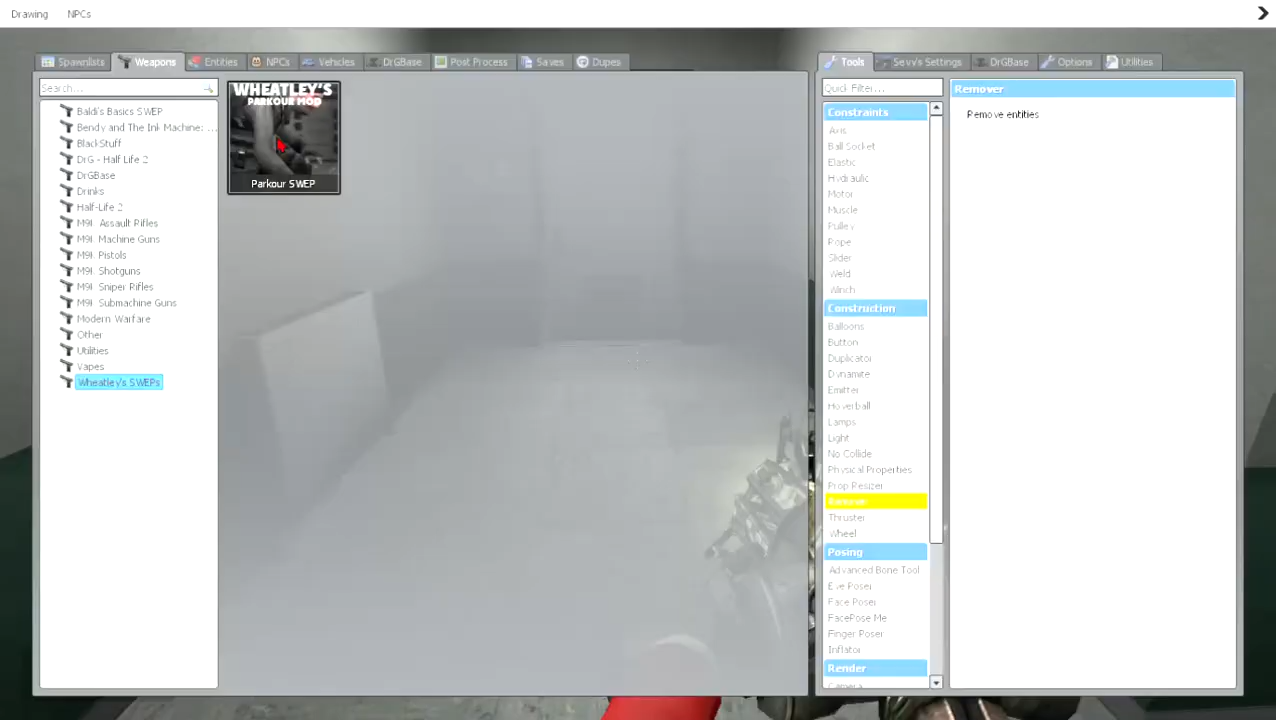 Drawing NPCs
Spawnlists Weapons Entities NPCs Vehicles DrGBase Post Process Saves Dupes
Search...
Baldi's Basics SWEP
Bendy and The Ink Machine: ...
BlackStuff
DrG - Half Life 2
DrGBase
Drinks
Half-Life 2
M9K Assault Rifles
M9K Machine Guns
M9K Pistols
M9K Shotguns
M9K Sniper Rifles
M9K Submachine Guns
Modern Warfare
Other
Utilities
Vapes
Wheatley's SWEPs
WHEATLEY'S
PARKOUR MOD
Parkour SWEP
Tools Sevv's Settings DrGBase Options Utilities
Quick Filter...
Constraints
Axis
Ball Socket
Elastic
Hydraulic
Motor
Muscle
Pulley
Rope
Slider
Weld
Winch
Construction
Balloons
Button
Duplicator
Dynamite
Emitter
Hoverball
Lamps
Light
No Collide
Physical Properties
Prop Resizer
Remover
Thruster
Wheel
Posing
Advanced Bone Tool
Eye Poser
Face Poser
FacePose Me
Finger Poser
Inflator
Render
Camera
Remover
Remove entities